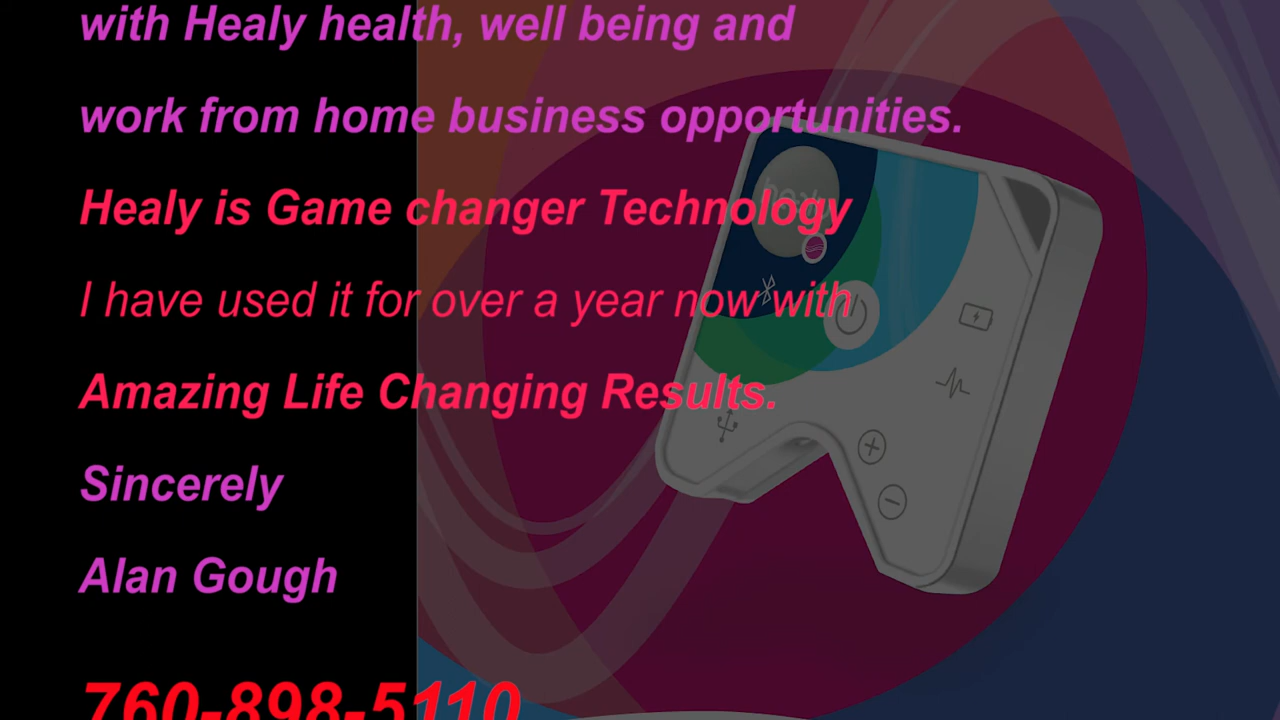 with Healy health, well being and
work from home business opportunities.
Healy is Game changer Technology
I have used it for over a year now with
Amazing Life Changing Results.
Sincerely
Alan Gough
760-898-5110
healy